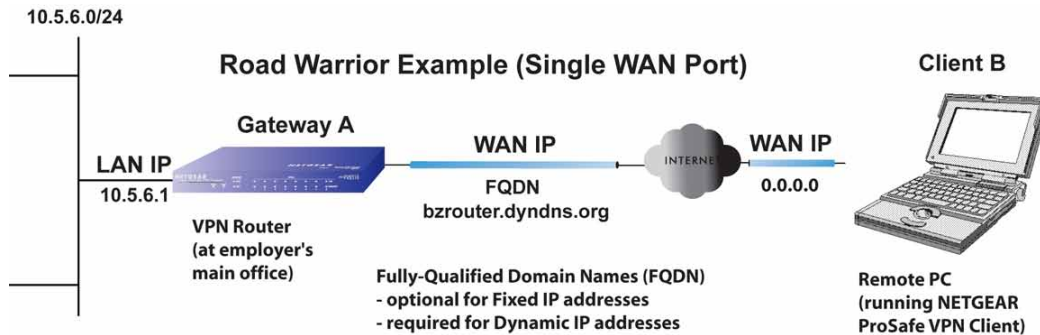 10.5.6.0/24
Road Warrior Example (Single WAN Port)
Client B
Gateway A
LAN IP
10.5.6.1
NETGEAR
NETGEAR
WAN IP
FQDN
bzrouter.dyndns.org
INTERNET
WAN IP
0.0.0.0
VPN Router
(at employer's
main office)
Fully-Qualified Domain Names (FQDN)
- optional for Fixed IP addresses
- required for Dynamic IP addresses
Remote PC
(running NETGEAR
ProSafe VPN Client)